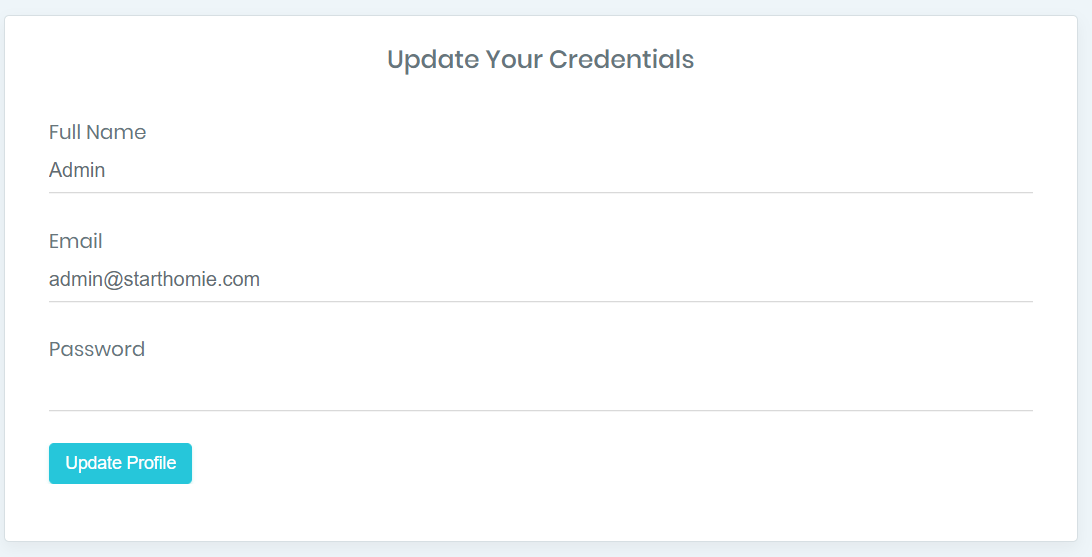 Update Your Credentials
Full Name
Admin
Email
admin@starthomie.com
Password
Update Profile